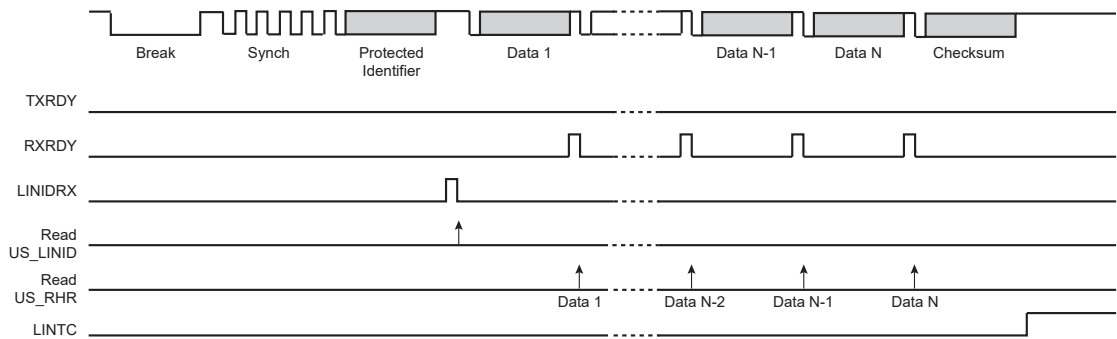 Break Synch Protected Data 1 Data N-1 Data N Checksum
Identifier
TXRDY
RXRDY
LINIDRX
Read
US_LINID
Read
US_RHR
Data 1 Data N-2 Data N-1 Data N
LINTC